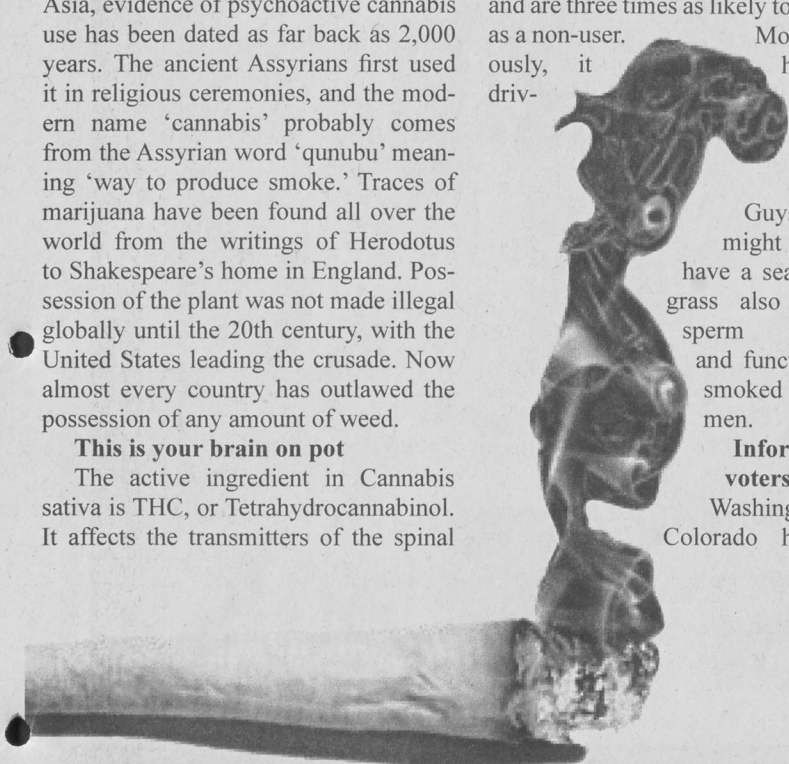 Asia, evidence of psychoactive cannabis
use has been dated as far back as 2,000
years. The ancient Assyrians first used
it in religious ceremonies, and the mod-
ern name ‘cannabis’ probably comes
from the Assyrian word ‘qunubu’ mean-
ing ‘way to produce smoke.’ Traces of
marijuana have been found all over the
world from the writings of Herodotus
to Shakespeare’s home in England. Pos-
session of the plant was not made illegal
globally until the 20th century, with the
United States leading the crusade. Now
almost every country has outlawed the
possession of any amount of weed.
This is your brain on pot
The active ingredient in Cannabis
sativa is THC, or Tetrahydrocannabinol.
It affects the transmitters of the spinal
and are three times as likely to
as a non-user. Mo
ously, it h
driv-
Guy
might
have a sea
grass also
sperm
and func
smoked
men.
Infor
voters
Washing
Colorado h